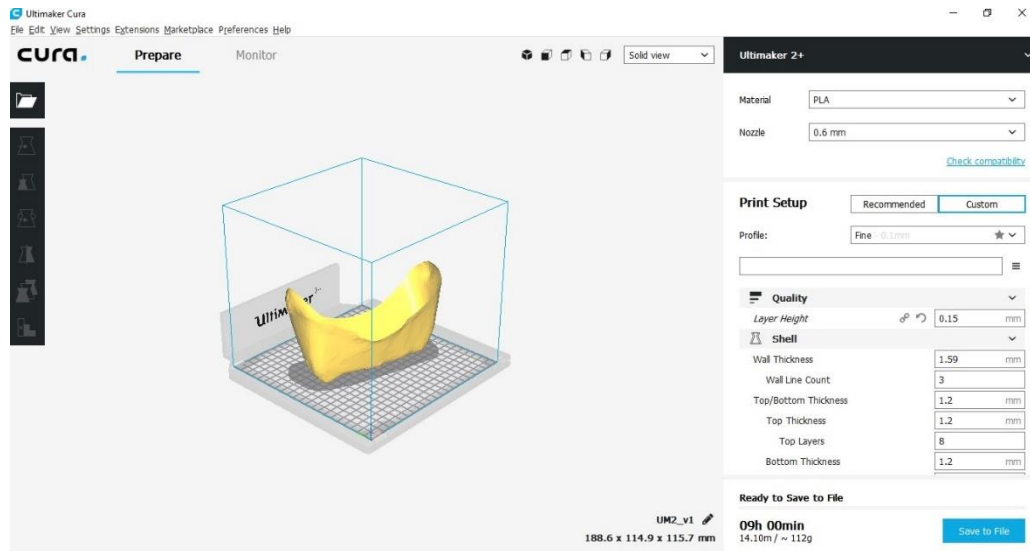 Ultimaker Cura
File Edit View Settings Extensions Marketplace Preferences Help
cura.
Prepare Monitor
Solid view
Ultimaker 2+
Material PLA
Nozzle 0.6 mm
Check compatibility
Print Setup Recommended Custom
Profile: Fine - 0.1mm
Quality
Layer Height 0.15 mm
Shell
Wall Thickness 1.59 mm
Wall Line Count 3
Top/Bottom Thickness 1.2 mm
Top Thickness 1.2 mm
Top Layers 8
Bottom Thickness 1.2 mm
Ready to Save to File
09h 00min
14.10m / ~ 112g
Save to File
UM2_v1
188.6 x 114.9 x 115.7 mm